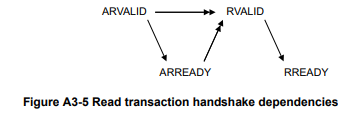 ARVALID RVALID
ARREADY RREADY
Figure A3-5 Read transaction handshake dependencies